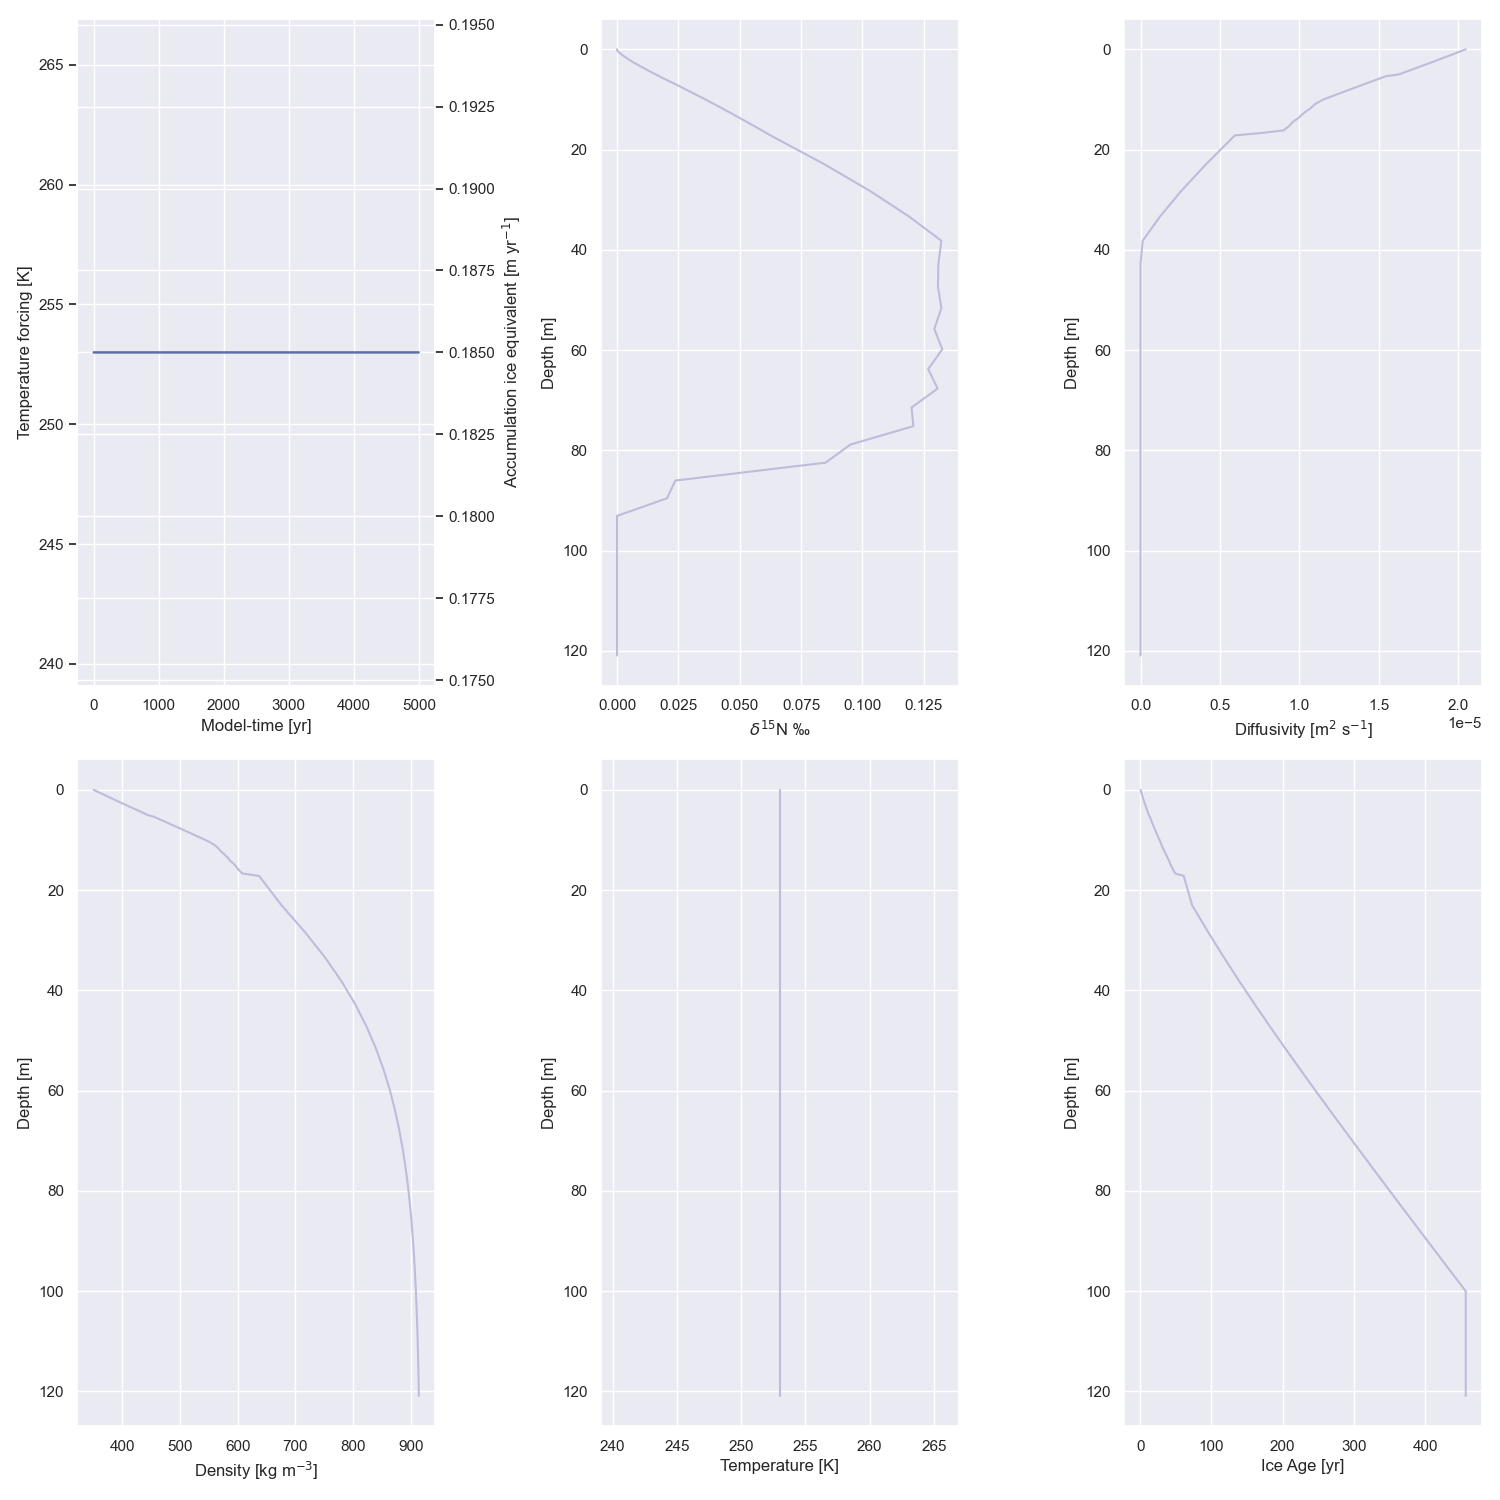 265
260
255
250
245
240
Temperature forcing [K]
0 1000 2000 3000 4000 5000
Model-time [yr]
0.1950
0.1925
0.1900
0.1875
0.1850
0.1825
0.1800
0.1775
0.1750
Accumulation ice equivalent [m yr⁻¹]
0
20
40
60
80
100
120
Depth [m]
0.000 0.025 0.050 0.075 0.100 0.125
δ¹⁵N ‰
0
20
40
60
80
100
120
Depth [m]
0.0 0.5 1.0 1.5 2.0
1e−5
Diffusivity [m² s⁻¹]
0
20
40
60
80
100
120
Depth [m]
400 500 600 700 800 900
Density [kg m⁻³]
0
20
40
60
80
100
120
Depth [m]
240 245 250 255 260 265
Temperature [K]
0
20
40
60
80
100
120
Depth [m]
0 100 200 300 400
Ice Age [yr]